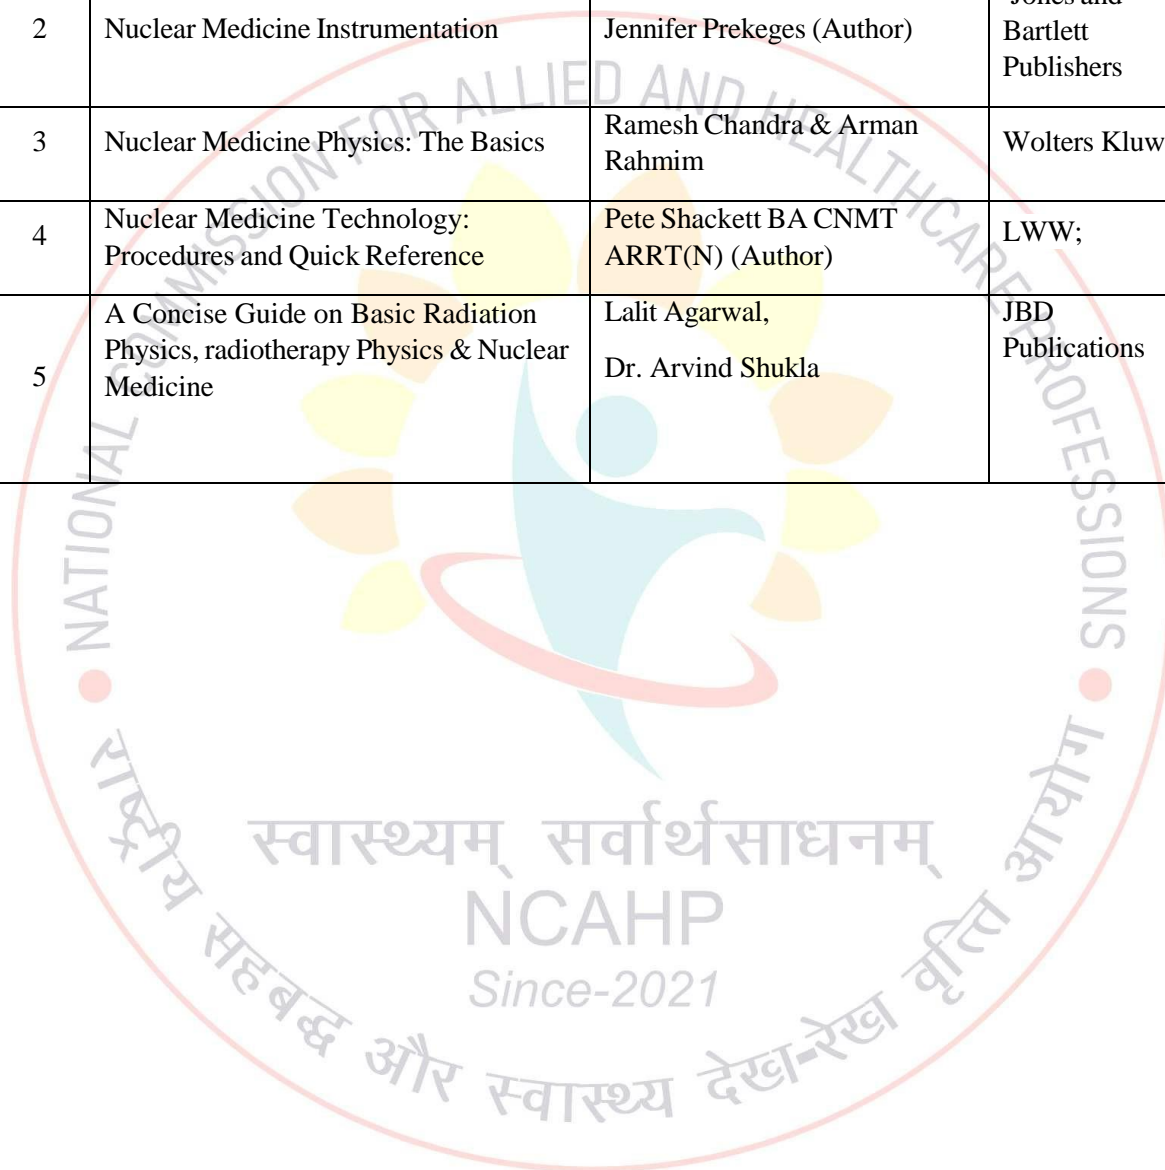 Jones and
2 Nuclear Medicine Instrumentation Jennifer Prekeges (Author) Bartlett
Publishers
3 Nuclear Medicine Physics: The Basics Ramesh Chandra & Arman
Rahmim Wolters Kluw
4 Nuclear Medicine Technology:
Procedures and Quick Reference Pete Shackett BA CNMT
ARRT(N) (Author) LWW;
5 A Concise Guide on Basic Radiation
Physics, radiotherapy Physics & Nuclear
Medicine Lalit Agarwal,
Dr. Arvind Shukla JBD
Publications
NATIONAL COMMISSION FOR ALLIED AND HEALTHCARE PROFESSIONS
स्वास्थ्यम् सर्वार्थसाधनम्
NCAHP
Since-2021
राष्ट्रीय सहबद्ध और स्वास्थ्य देख-रेख वृत्ति आयोग